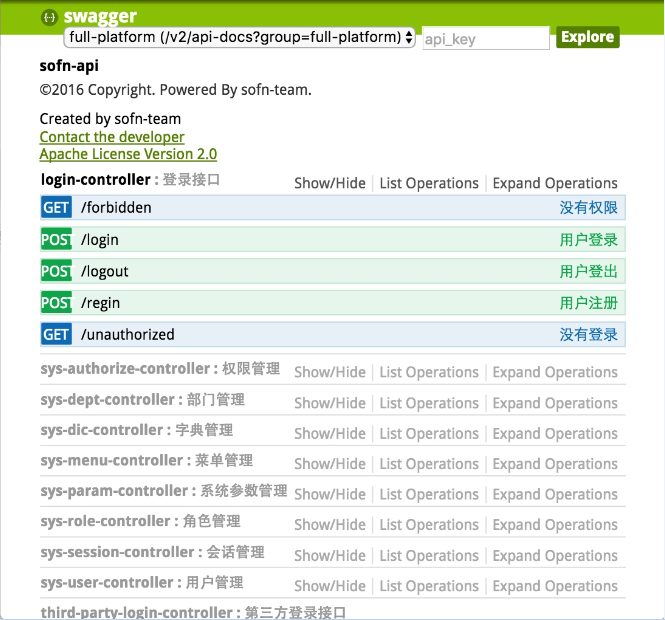 {···} swagger
full-platform (/v2/api-docs?group=full-platform) api_key Explore
sofn-api
©2016 Copyright. Powered By sofn-team.
Created by sofn-team
Contact the developer
Apache License Version 2.0
login-controller : 登录接口 Show/Hide List Operations Expand Operations
GET /forbidden 没有权限
POST /login 用户登录
POST /logout 用户登出
POST /regin 用户注册
GET /unauthorized 没有登录
sys-authorize-controller : 权限管理 Show/Hide List Operations Expand Operations
sys-dept-controller : 部门管理 Show/Hide List Operations Expand Operations
sys-dic-controller : 字典管理 Show/Hide List Operations Expand Operations
sys-menu-controller : 菜单管理 Show/Hide List Operations Expand Operations
sys-param-controller : 系统参数管理 Show/Hide List Operations Expand Operations
sys-role-controller : 角色管理 Show/Hide List Operations Expand Operations
sys-session-controller : 会话管理 Show/Hide List Operations Expand Operations
sys-user-controller : 用户管理 Show/Hide List Operations Expand Operations
third-party-login-controller : 第三方登录接口